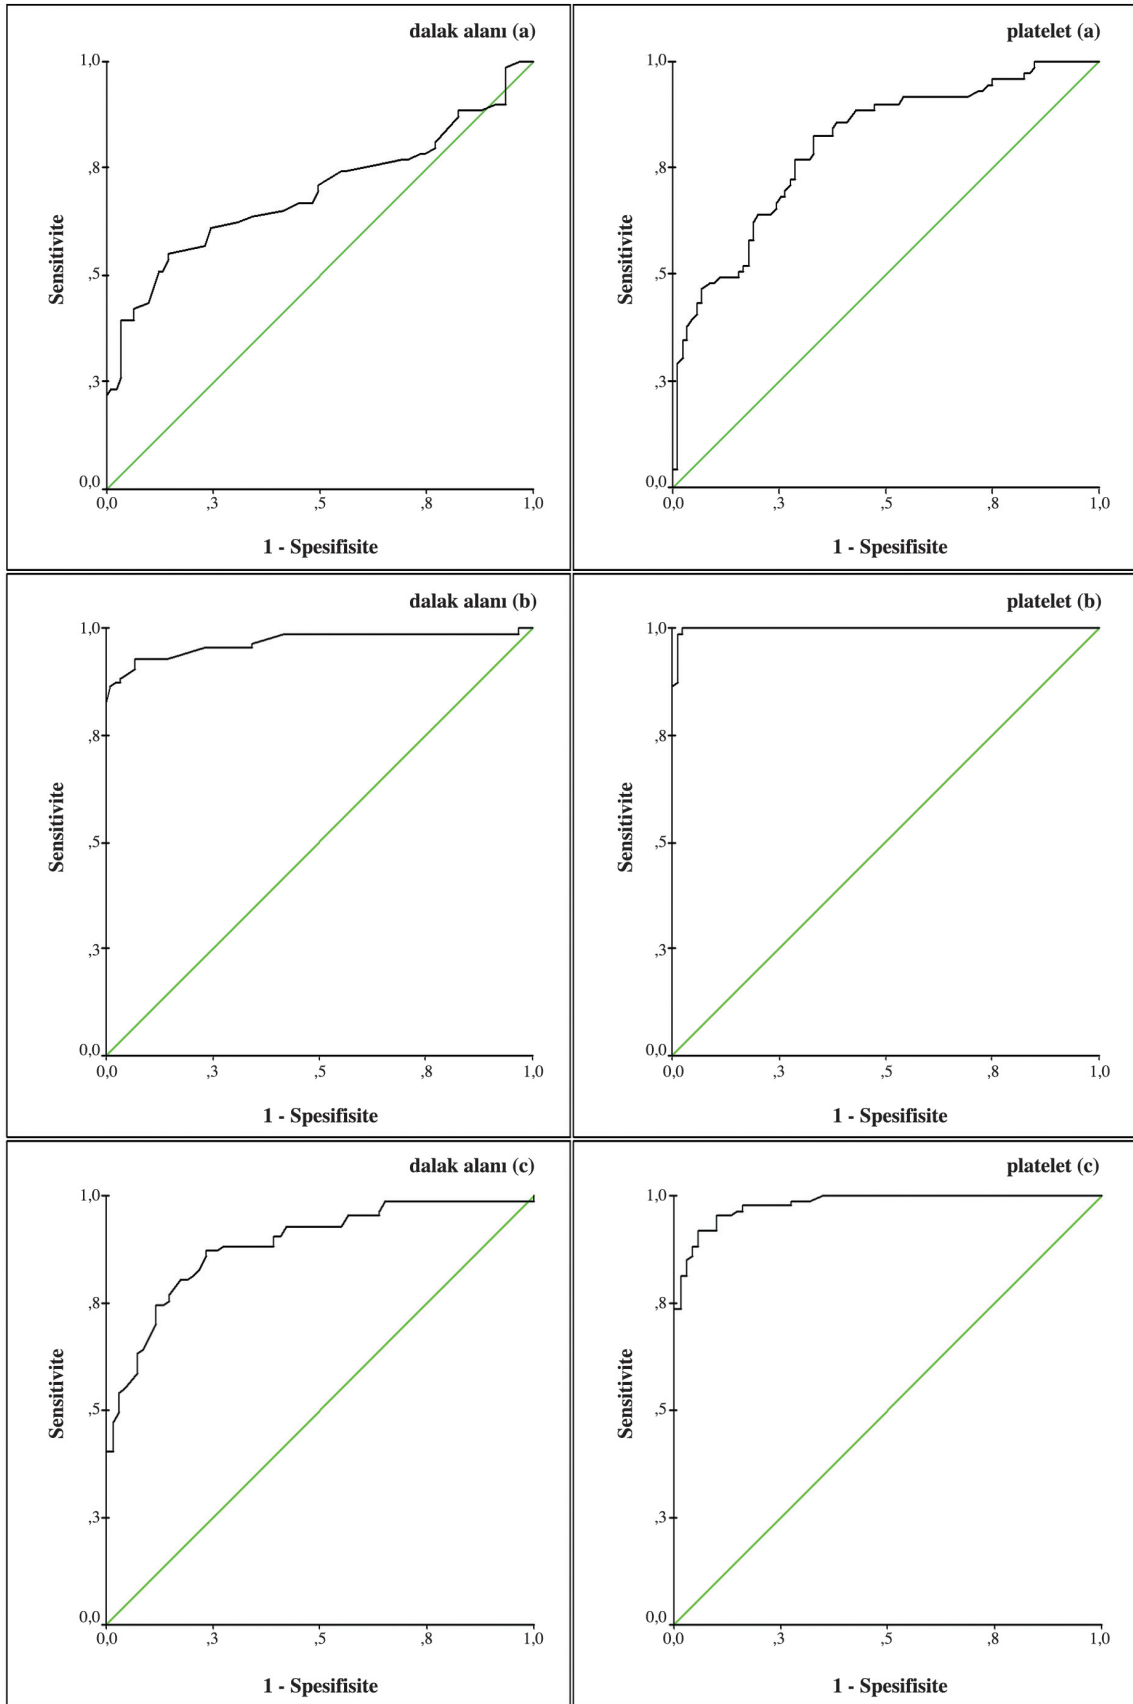 dalak alanı (a)
1,0
,8
,5
,3
0,0
Sensitivite
0,0 ,3 ,5 ,8 1,0
1 - Spesifisite
platelet (a)
1,0
,8
,5
,3
0,0
Sensitivite
0,0 ,3 ,5 ,8 1,0
1 - Spesifisite
dalak alanı (b)
1,0
,8
,5
,3
0,0
Sensitivite
0,0 ,3 ,5 ,8 1,0
1 - Spesifisite
platelet (b)
1,0
,8
,5
,3
0,0
Sensitivite
0,0 ,3 ,5 ,8 1,0
1 - Spesifisite
dalak alanı (c)
1,0
,8
,5
,3
0,0
Sensitivite
0,0 ,3 ,5 ,8 1,0
1 - Spesifisite
platelet (c)
1,0
,8
,5
,3
0,0
Sensitivite
0,0 ,3 ,5 ,8 1,0
1 - Spesifisite